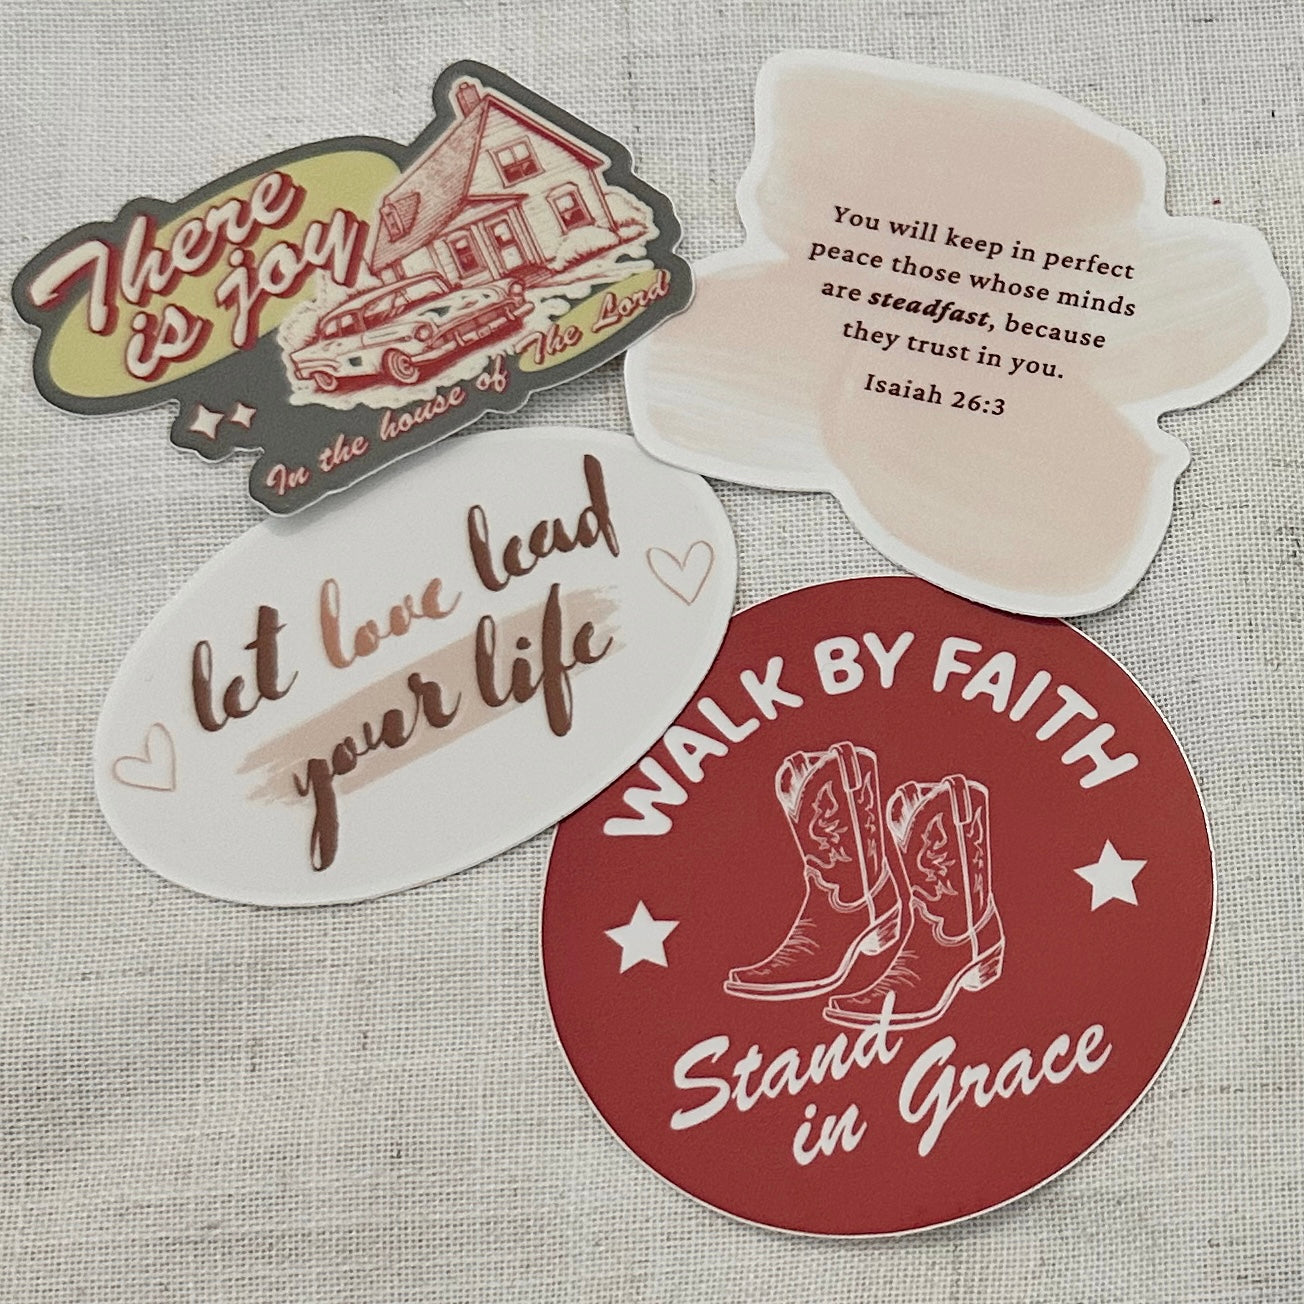 There
is joy
In the house of The Lord
You will keep in perfect
peace those whose minds
are steadfast, because
they trust in you.
Isaiah 26:3
let love lead
your life
WALK BY FAITH
Stand
in Grace